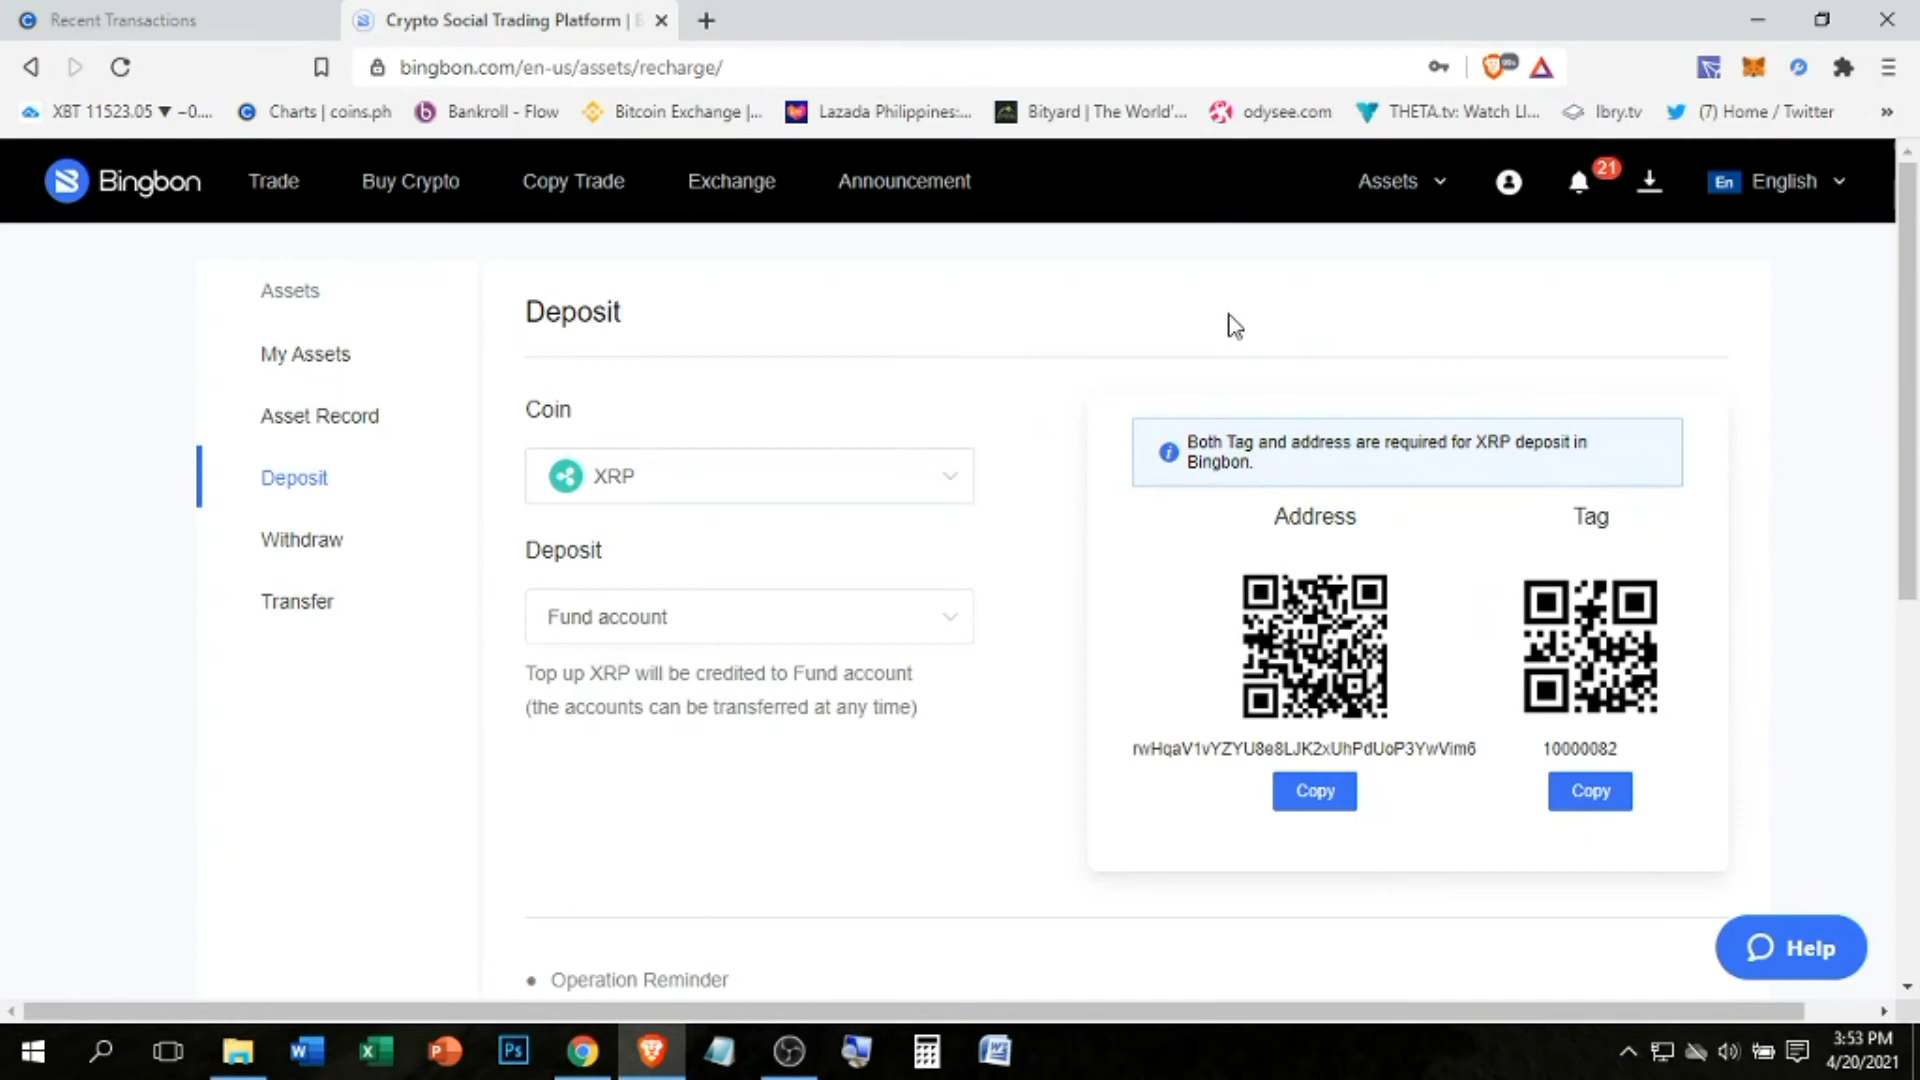 Recent Transactions
Crypto Social Trading Platform |
bingbon.com/en-us/assets/recharge/
XBT 11523.05 ▼ −0....
Charts | coins.ph
Bankroll - Flow
Bitcoin Exchange |...
Lazada Philippines:...
Bityard | The World'...
odysee.com
THETA.tv: Watch LI...
lbry.tv
(7) Home / Twitter
»
Bingbon
Trade
Buy Crypto
Copy Trade
Exchange
Announcement
Assets
21
En English
Assets
My Assets
Asset Record
Deposit
Withdraw
Transfer
Deposit
Coin
XRP
Deposit
Fund account
Top up XRP will be credited to Fund account
(the accounts can be transferred at any time)
Both Tag and address are required for XRP deposit in
Bingbon.
Address
Tag
rwHqaV1vYZYU8e8LJK2xUhPdUoP3YwVim6
10000082
Copy
Copy
• Operation Reminder
Help
Ps
3:53 PM
4/20/2021